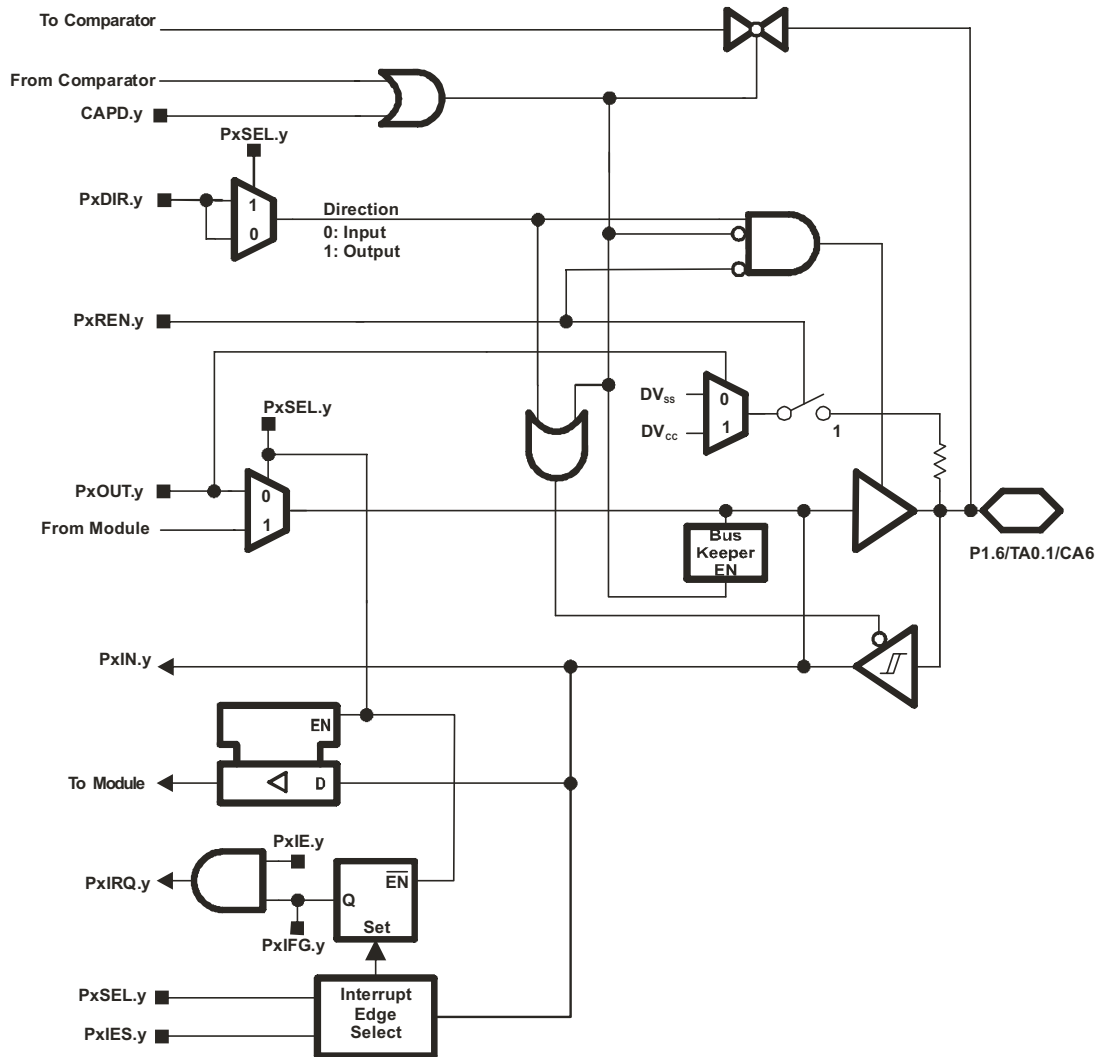 To Comparator
From Comparator
CAPD.y
PxSEL.y
PxDIR.y
1
0
Direction
0: Input
1: Output
PxREN.y
DVSS
0
DVCC
1
1
PxSEL.y
PxOUT.y
0
From Module
1
Bus
Keeper
EN
P1.6/TA0.1/CA6
PxIN.y
EN
To Module
D
PxIE.y
PxIRQ.y
EN
Q
Set
PxIFG.y
PxSEL.y
PxIES.y
Interrupt
Edge
Select